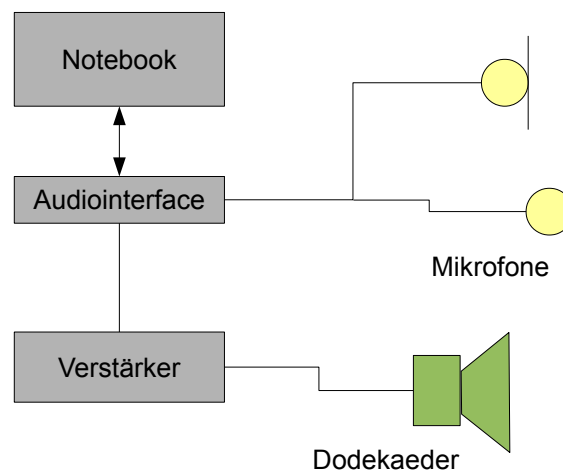 Notebook
Audiointerface
Mikrofone
Verstärker
Dodekaeder